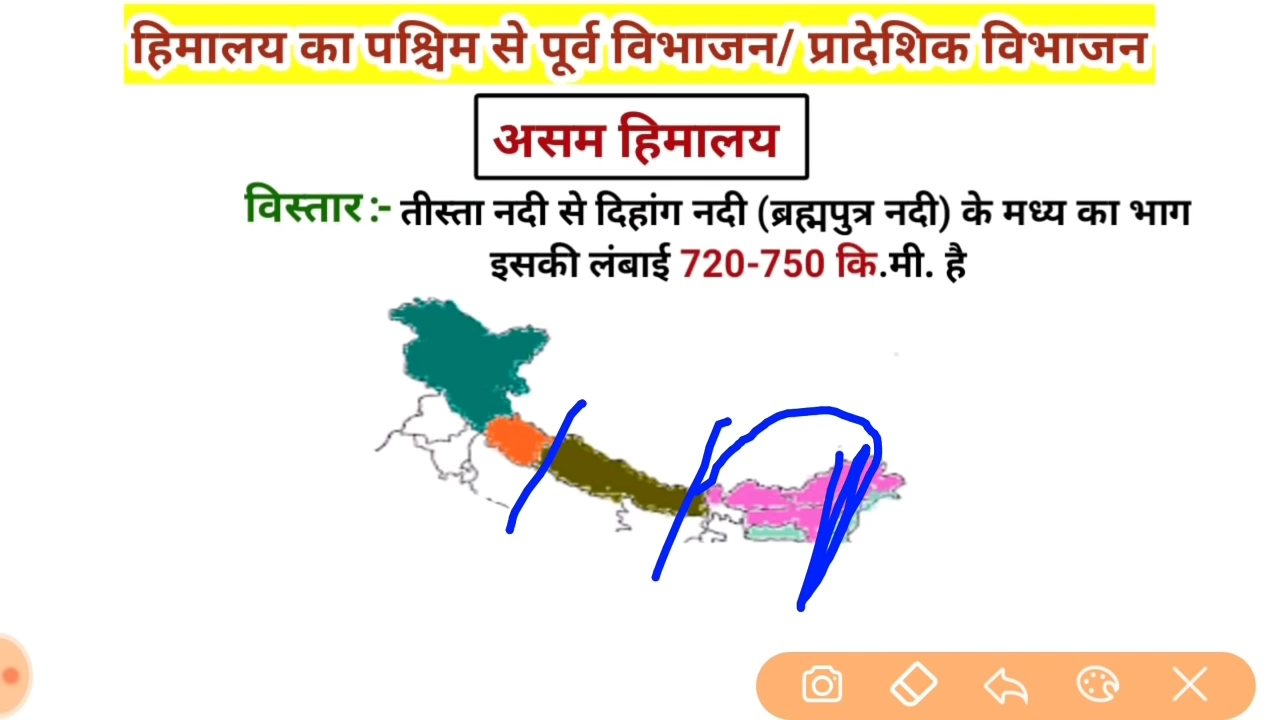 हिमालय का पश्चिम से पूर्व विभाजन/ प्रादेशिक विभाजन
असम हिमालय
विस्तार :- तीस्ता नदी से दिहांग नदी (ब्रह्मपुत्र नदी) के मध्य का भाग
इसकी लंबाई 720-750 कि.मी. है